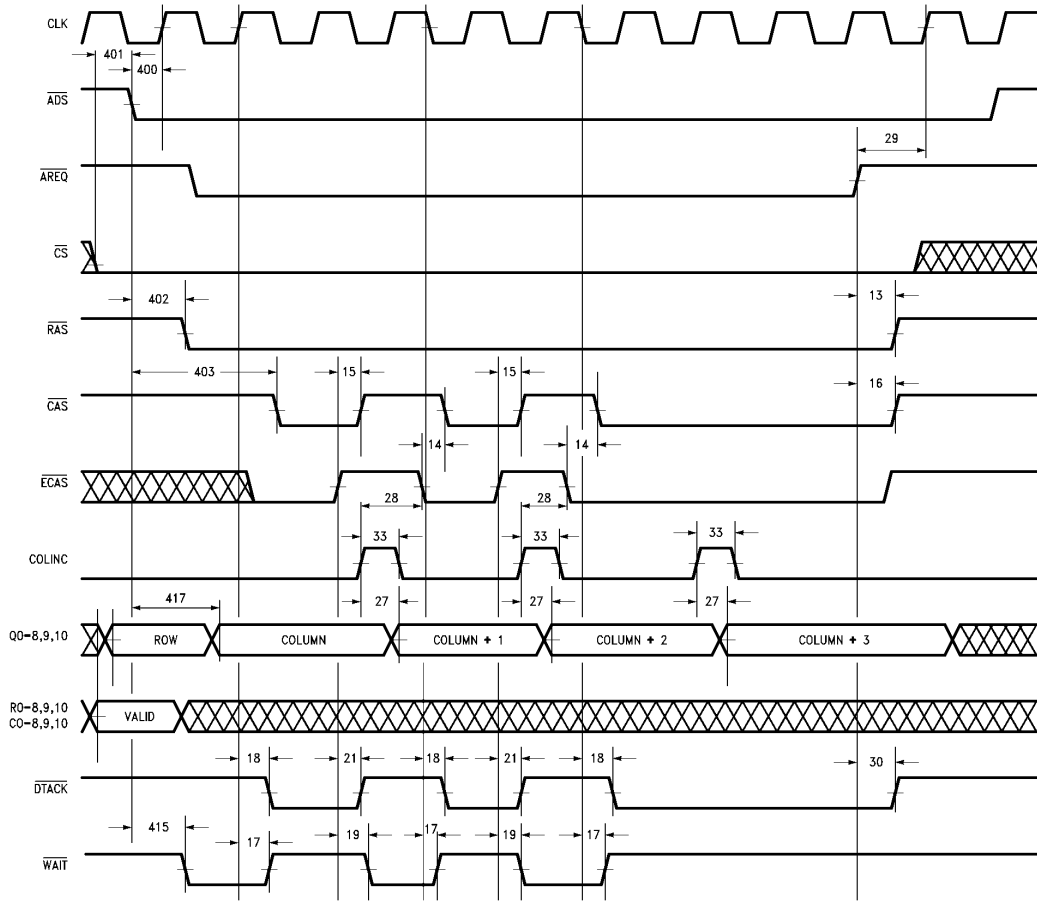 CLK
401
400
ADS
29
AREQ
CS
402
13
RAS
403
15
15
16
CAS
14
14
ECAS
28
28
33
33
33
COLINC
417
27
27
27
Q0-8,9,10
ROW
COLUMN
COLUMN + 1
COLUMN + 2
COLUMN + 3
R0-8,9,10
C0-8,9,10
VALID
18
21
18
21
18
30
DTACK
415
17
19
17
19
17
WAIT